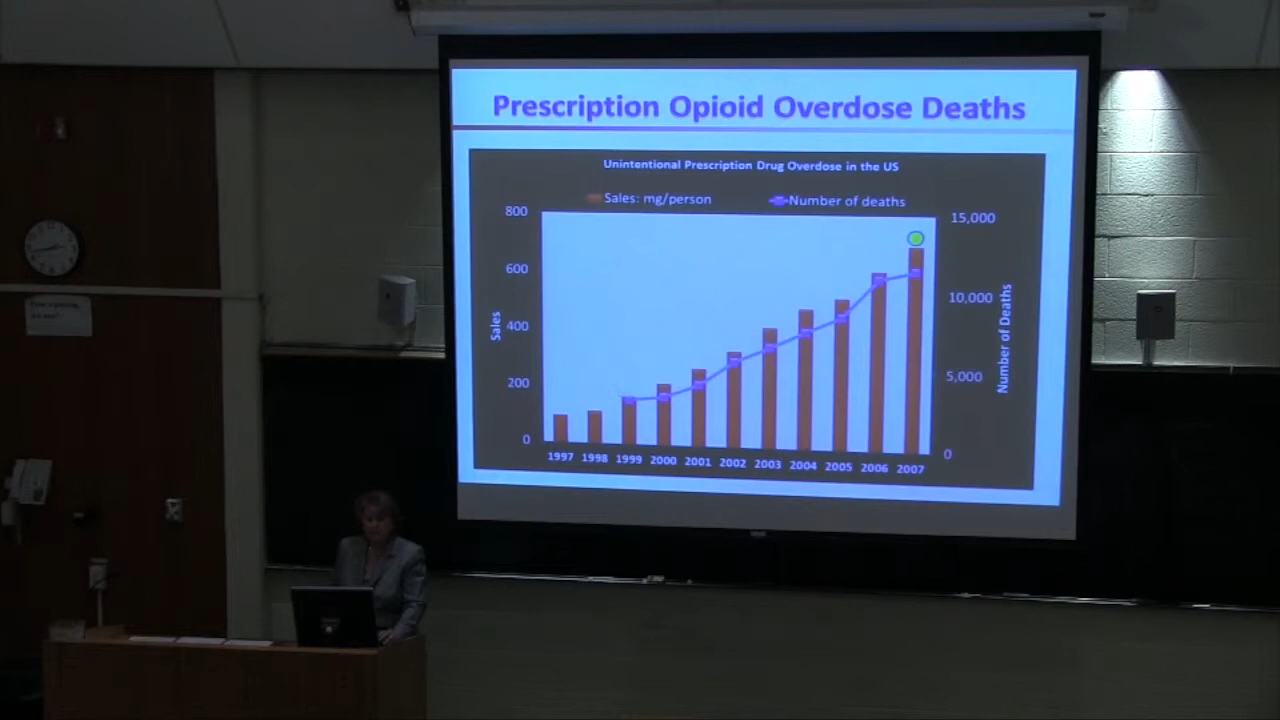 Prescription Opioid Overdose Deaths
Unintentional Prescription Drug Overdose in the US
Sales: mg/person Number of deaths
800
600
400
200
0
Sales
15,000
10,000
5,000
0
Number of Deaths
1997 1998 1999 2000 2001 2002 2003 2004 2005 2006 2007